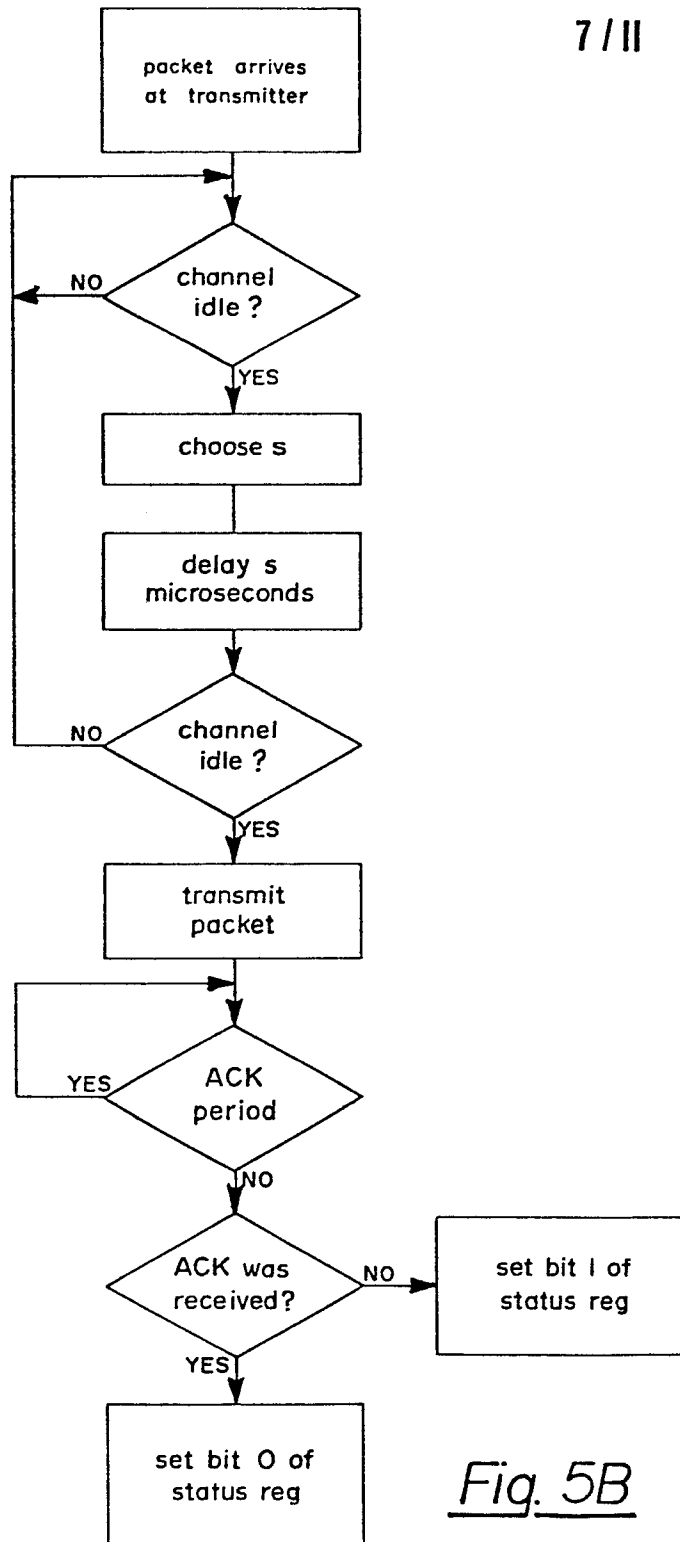 7/11
packet arrives
at transmitter
channel
idle?
NO
YES
choose s
delay s
microseconds
channel
idle?
NO
YES
transmit
packet
ACK
period
YES
NO
ACK was
received?
NO
set bit 1 of
status reg
YES
set bit 0 of
status reg
Fig. 5B